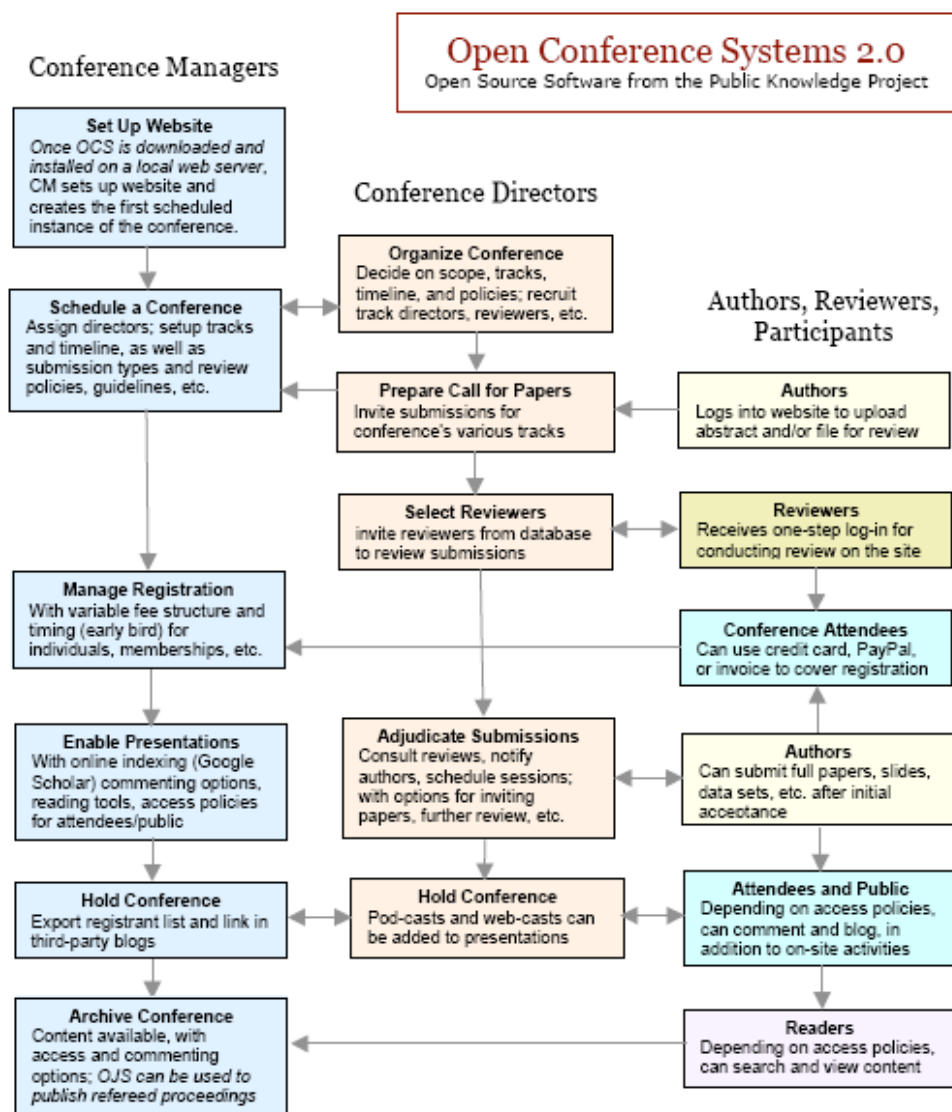 Open Conference Systems 2.0
Open Source Software from the Public Knowledge Project
Conference Managers
Set Up Website
Once OCS is downloaded and
installed on a local web server,
CM sets up website and
creates the first scheduled
instance of the conference.
Schedule a Conference
Assign directors; setup tracks
and timeline, as well as
submission types and review
policies, guidelines, etc.
Manage Registration
With variable fee structure and
timing (early bird) for
individuals, memberships, etc.
Enable Presentations
With online indexing (Google
Scholar) commenting options,
reading tools, access policies
for attendees/public
Hold Conference
Export registrant list and link in
third-party blogs
Archive Conference
Content available, with
access and commenting
options; OJS can be used to
publish refereed proceedings
Conference Directors
Organize Conference
Decide on scope, tracks,
timeline, and policies; recruit
track directors, reviewers, etc.
Prepare Call for Papers
Invite submissions for
conference's various tracks
Select Reviewers
invite reviewers from database
to review submissions
Adjudicate Submissions
Consult reviews, notify
authors, schedule sessions;
with options for inviting
papers, further review, etc.
Hold Conference
Pod-casts and web-casts can
be added to presentations
Authors, Reviewers,
Participants
Authors
Logs into website to upload
abstract and/or file for review
Reviewers
Receives one-step log-in for
conducting review on the site
Conference Attendees
Can use credit card, PayPal,
or invoice to cover registration
Authors
Can submit full papers, slides,
data sets, etc. after initial
acceptance
Attendees and Public
Depending on access policies,
can comment and blog, in
addition to on-site activities
Readers
Depending on access policies,
can search and view content